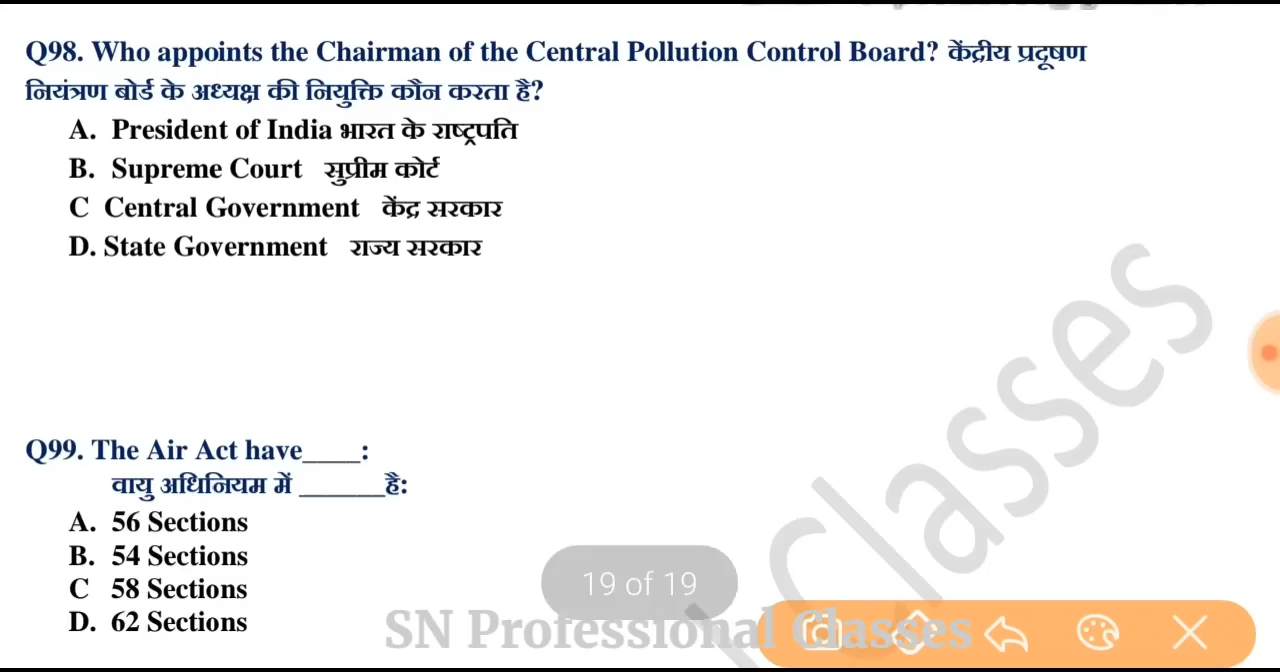 Q98. Who appoints the Chairman of the Central Pollution Control Board? केंद्रीय प्रदूषण
नियंत्रण बोर्ड के अध्यक्ष की नियुक्ति कौन करता है?
A. President of India भारत के राष्ट्रपति
B. Supreme Court सुप्रीम कोर्ट
C Central Government केंद्र सरकार
D. State Government राज्य सरकार
Q99. The Air Act have____:
वायु अधिनियम में ______है:
A. 56 Sections
B. 54 Sections
C 58 Sections
D. 62 Sections
19 of 19
SN Professional Classes
Classes